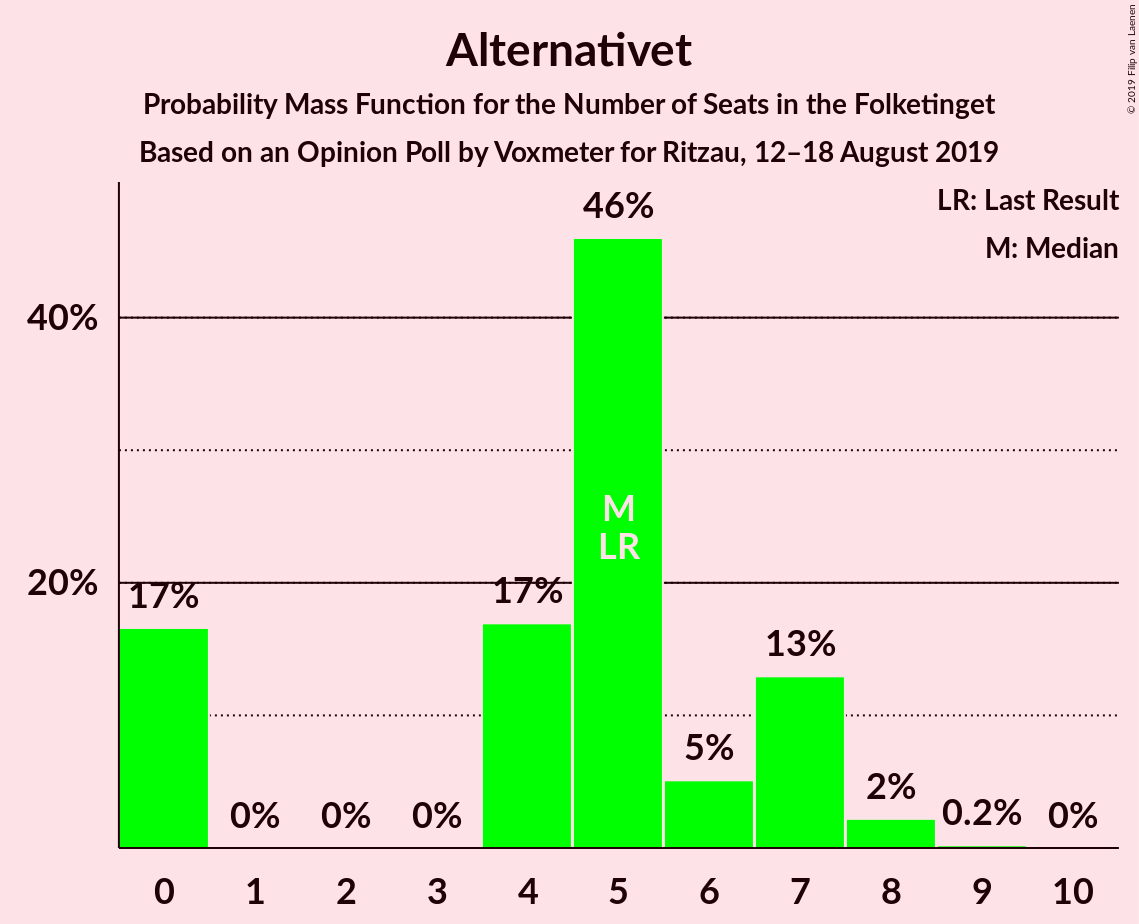 Alternativet
Probability Mass Function for the Number of Seats in the Folketinget
Based on an Opinion Poll by Voxmeter for Ritzau, 12–18 August 2019
© 2019 Filip van Laenen
LR: Last Result
M: Median
40%
20%
17%
0%
0%
0%
17%
46%
M
LR
5%
13%
2%
0.2%
0%
0 1 2 3 4 5 6 7 8 9 10